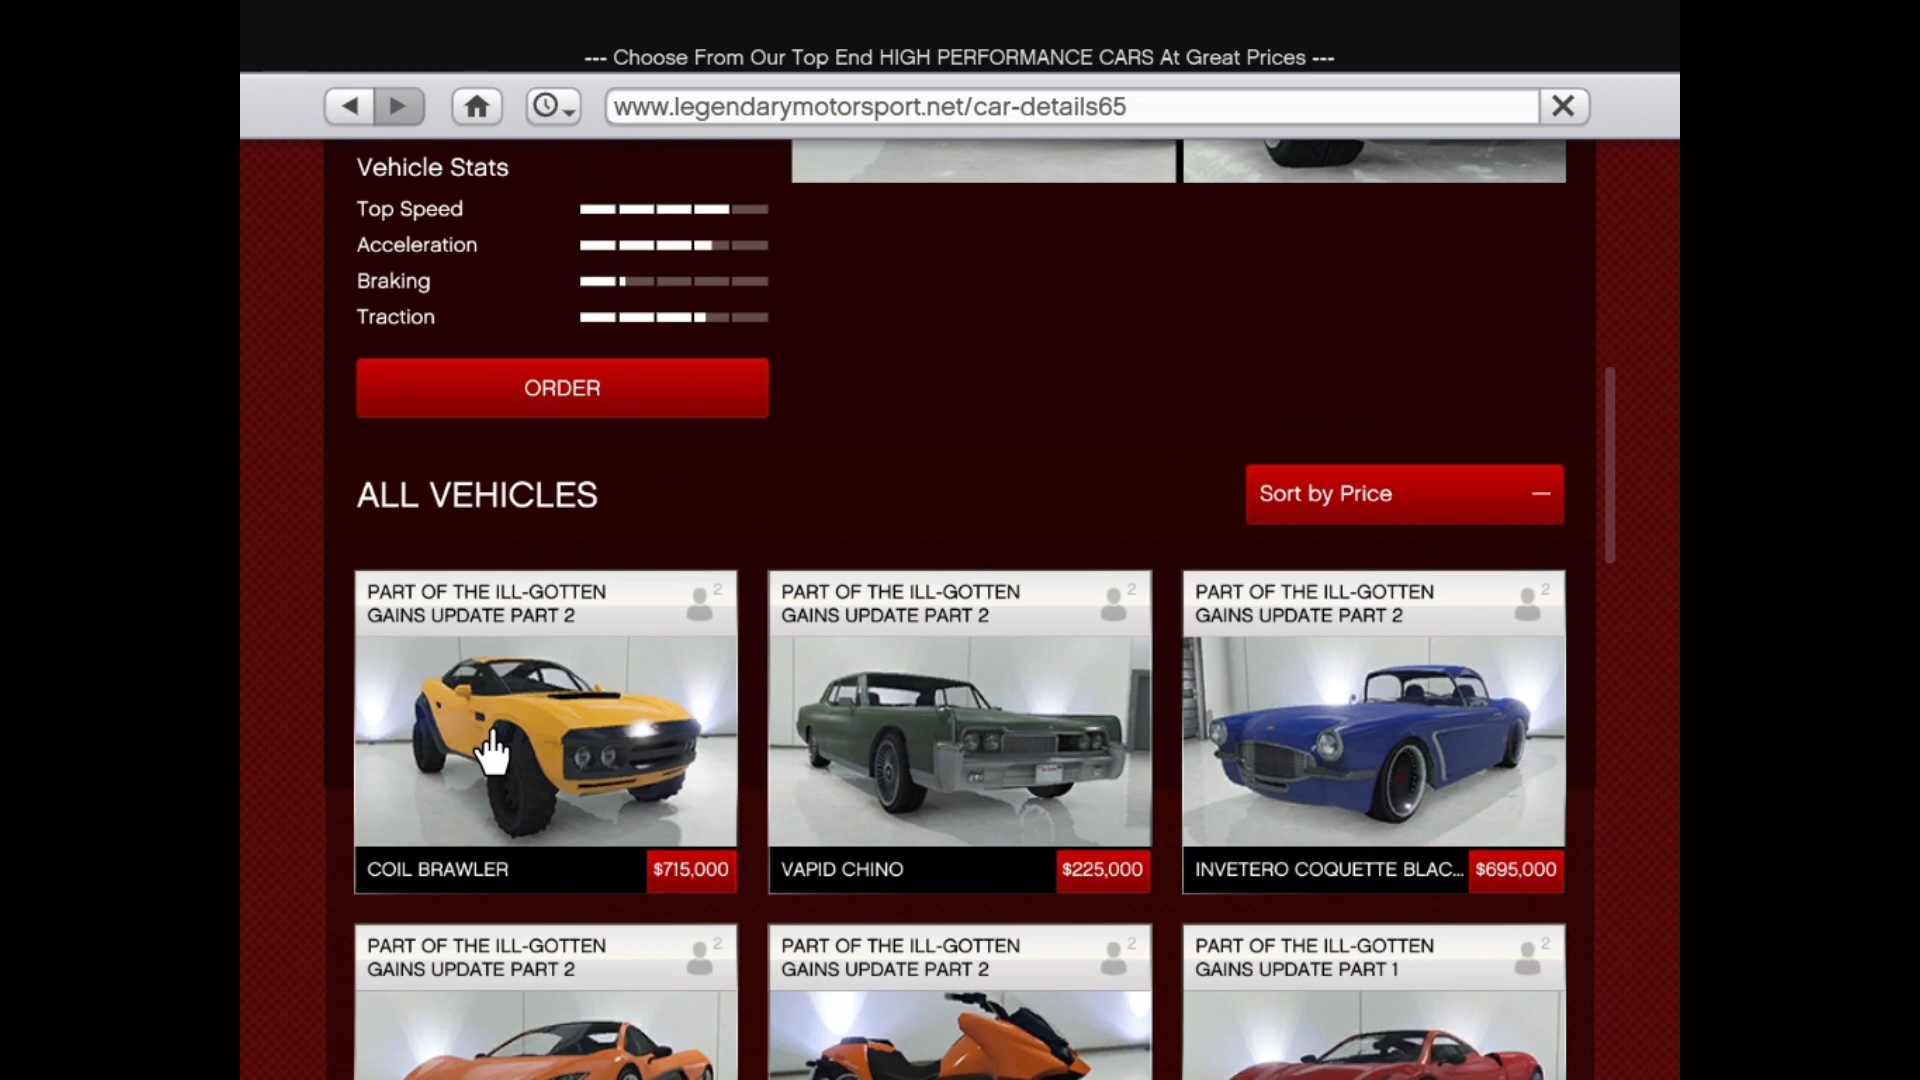 --- Choose From Our Top End HIGH PERFORMANCE CARS At Great Prices ---
www.legendarymotorsport.net/car-details65
Vehicle Stats
Top Speed
Acceleration
Braking
Traction
ORDER
ALL VEHICLES
Sort by Price
PART OF THE ILL-GOTTEN
GAINS UPDATE PART 2
2
PART OF THE ILL-GOTTEN
GAINS UPDATE PART 2
2
PART OF THE ILL-GOTTEN
GAINS UPDATE PART 2
2
COIL BRAWLER
$715,000
VAPID CHINO
$225,000
INVETERO COQUETTE BLAC...
$695,000
PART OF THE ILL-GOTTEN
GAINS UPDATE PART 2
2
PART OF THE ILL-GOTTEN
GAINS UPDATE PART 2
2
PART OF THE ILL-GOTTEN
GAINS UPDATE PART 1
2